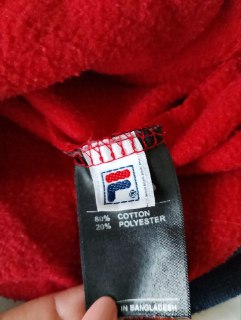 F
80% COTTON
20% POLYESTER
IN BANGLADESH